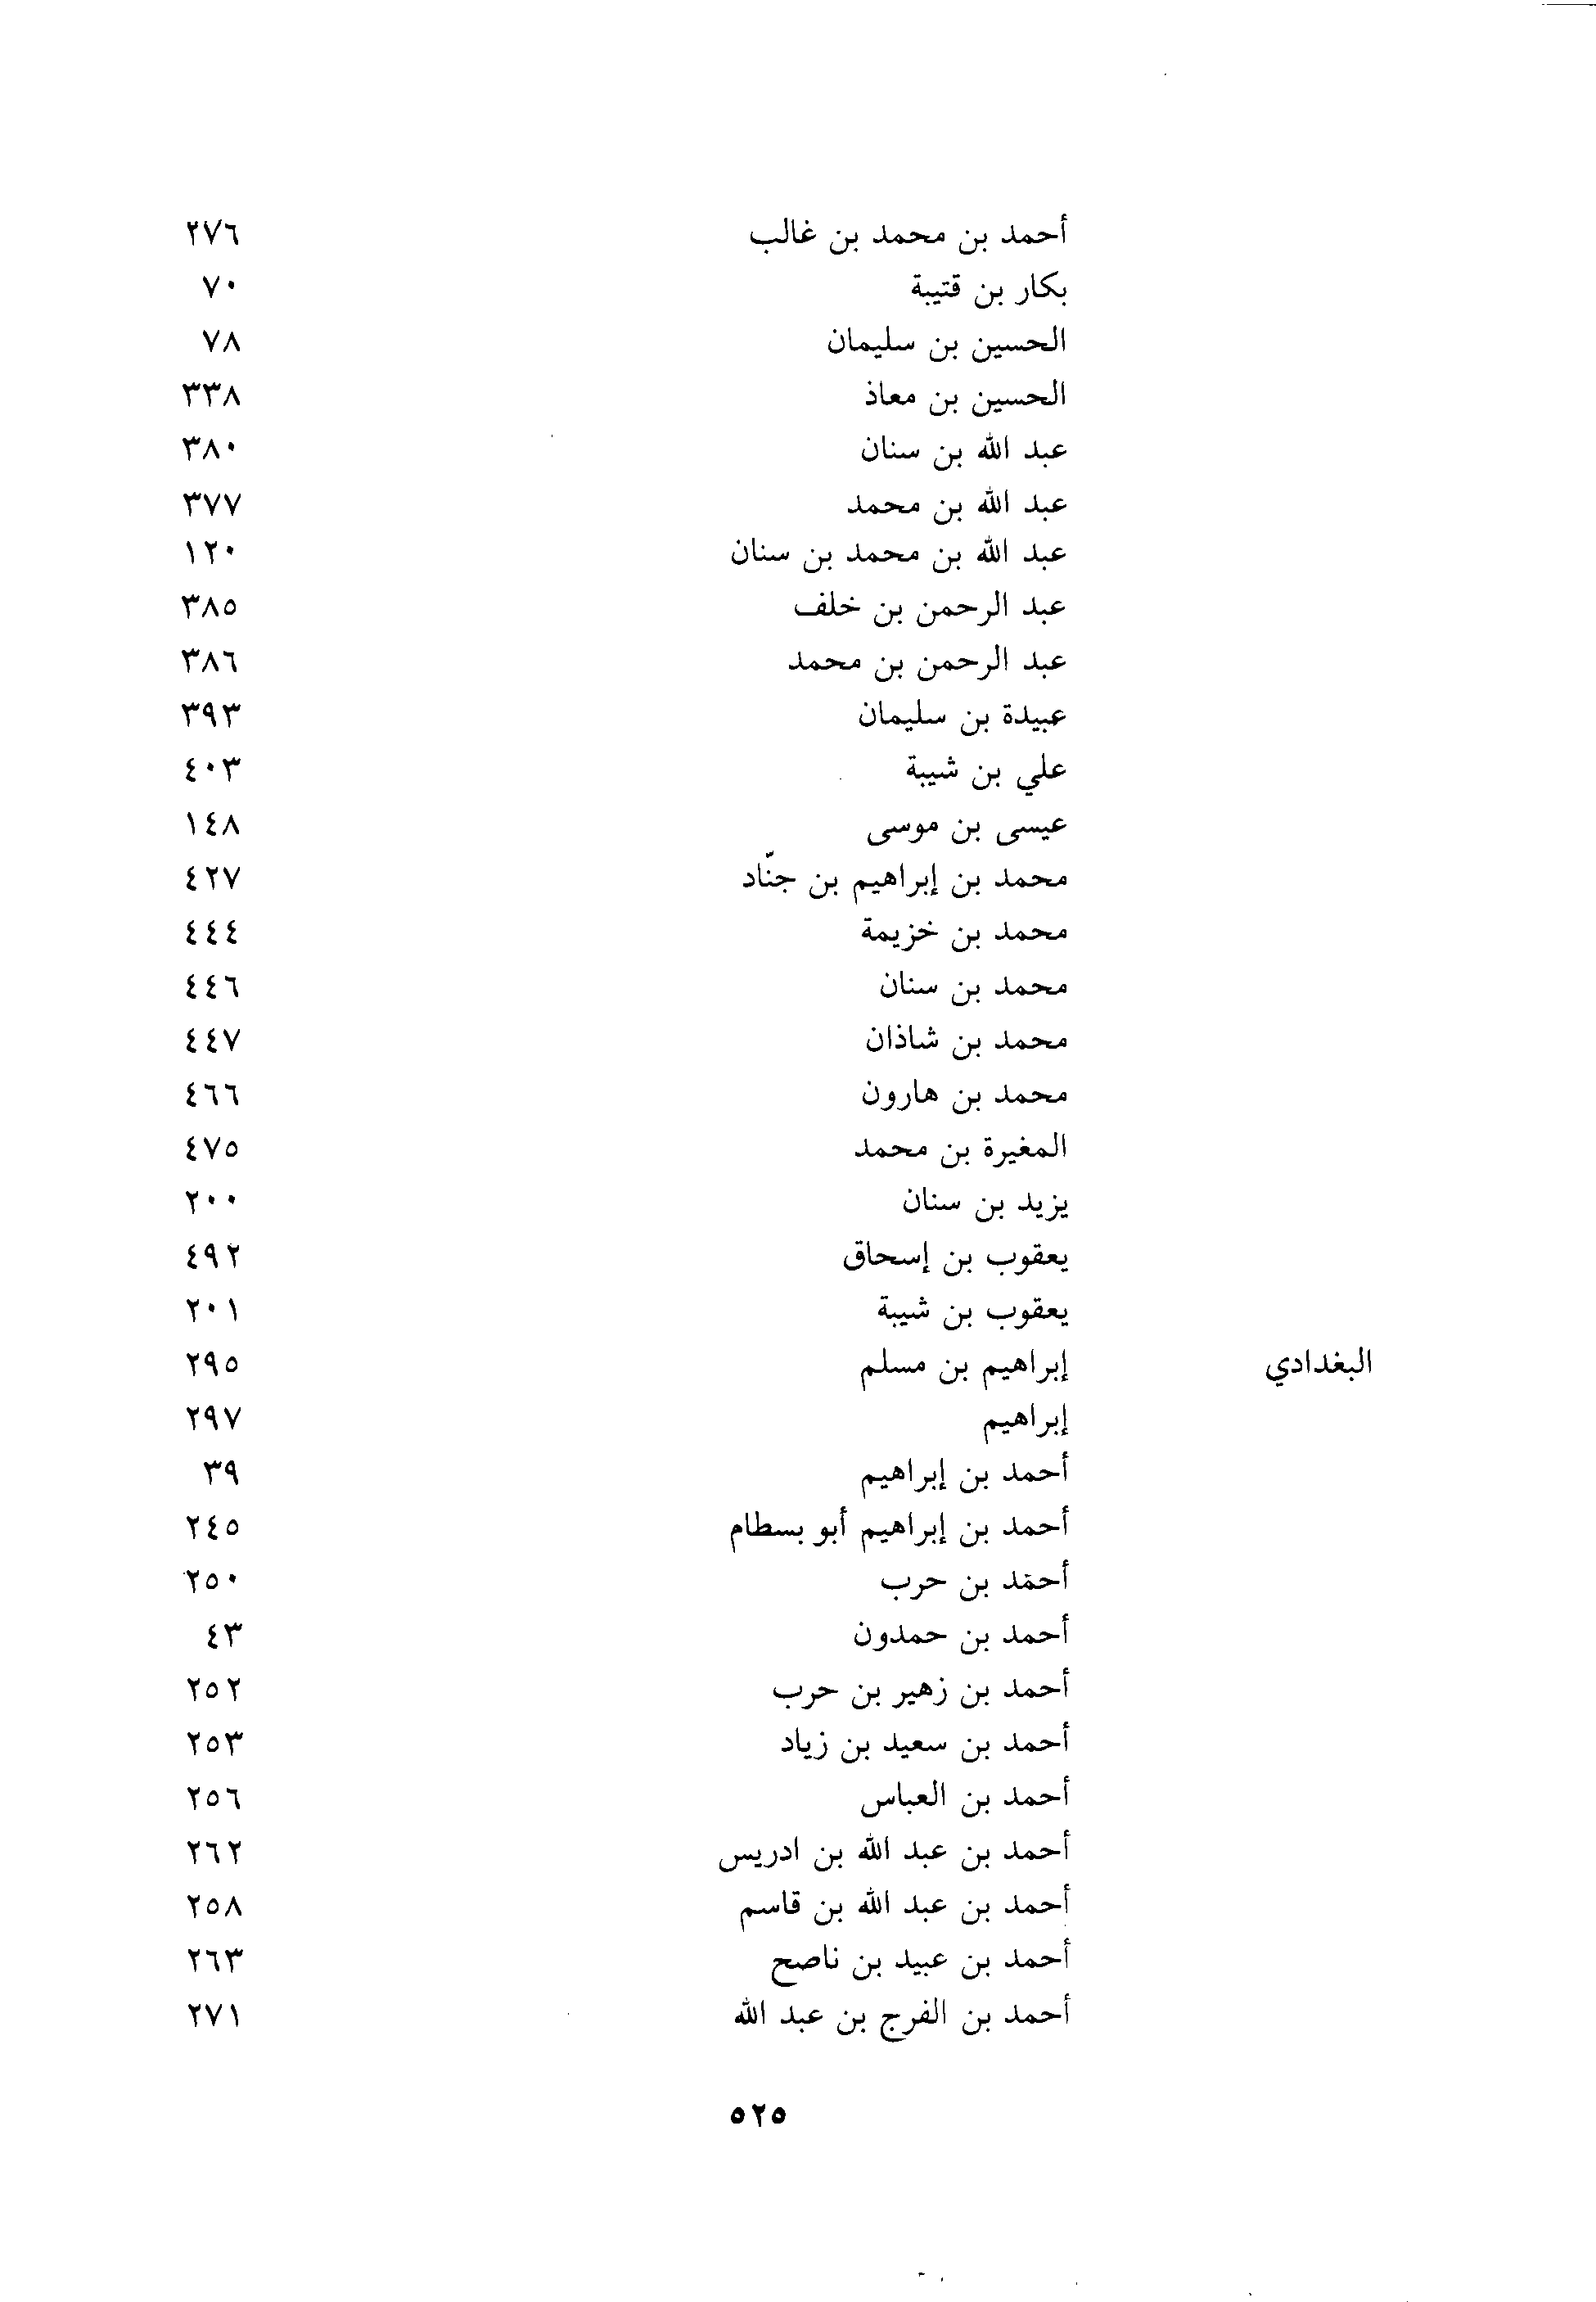 أحمد بن محمد بن غالب ٢٧٦
بكار بن قتيبة ٧٠
الحسين بن سليمان ٧٨
الحسين بن معاذ ٣٣٨
عبد الله بن سنان ٣٨٠
عبد الله بن محمد ٣٧٧
عبد الله بن محمد بن سنان ١٢٠
عبد الرحمن بن خلف ٣٨٥
عبد الرحمن بن محمد ٣٨٦
عبيدة بن سليمان ٣٩٣
علي بن شيبة ٤٠٣
عيسى بن موسى ١٤٨
محمد بن إبراهيم بن جنّاد ٤٢٧
محمد بن خزيمة ٤٤٤
محمد بن سنان ٤٤٦
محمد بن شاذان ٤٤٧
محمد بن هارون ٤٦٦
المغيرة بن محمد ٤٧٥
يزيد بن سنان ٢٠٠
يعقوب بن إسحاق ٤٩٢
يعقوب بن شيبة ٢٠١
البغدادي إبراهيم بن مسلم ٢٩٥
إبراهيم ٢٩٧
أحمد بن إبراهيم ٣٩
أحمد بن إبراهيم أبو بسطام ٢٤٥
أحمد بن حرب ٢٥٠
أحمد بن حمدون ٤٣
أحمد بن زهير بن حرب ٢٥٢
أحمد بن سعيد بن زياد ٢٥٣
أحمد بن العباس ٢٥٦
أحمد بن عبد الله بن ادريس ٢٦٢
أحمد بن عبد الله بن قاسم ٢٥٨
أحمد بن عبيد بن ناصح ٢٦٣
أحمد بن الفرج بن عبد الله ٢٧١
٥٢٥